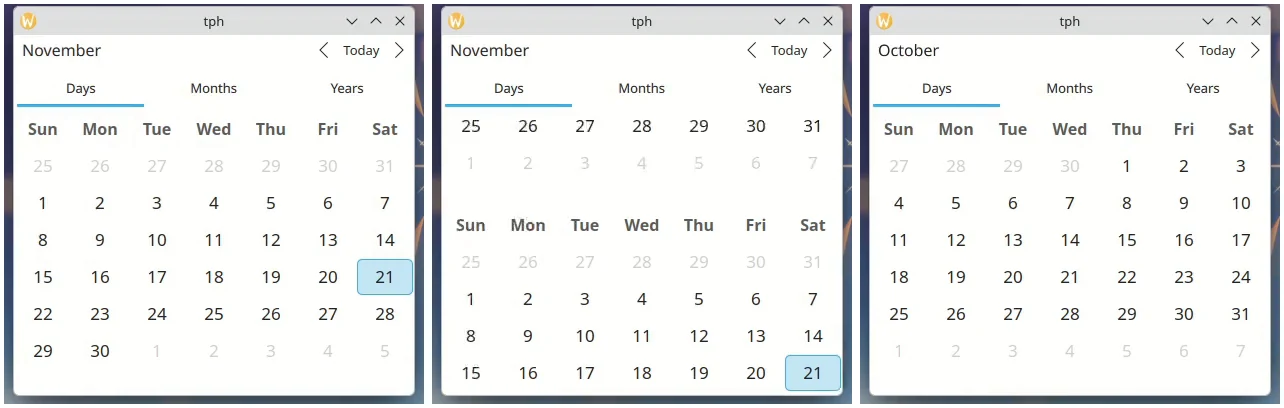 W tph
November < Today >
Days Months Years
Sun Mon Tue Wed Thu Fri Sat
25 26 27 28 29 30 31
1 2 3 4 5 6 7
8 9 10 11 12 13 14
15 16 17 18 19 20 21
22 23 24 25 26 27 28
29 30 1 2 3 4 5
W tph
November < Today >
Days Months Years
25 26 27 28 29 30 31
1 2 3 4 5 6 7
Sun Mon Tue Wed Thu Fri Sat
25 26 27 28 29 30 31
1 2 3 4 5 6 7
8 9 10 11 12 13 14
15 16 17 18 19 20 21
W tph
October < Today >
Days Months Years
Sun Mon Tue Wed Thu Fri Sat
27 28 29 30 1 2 3
4 5 6 7 8 9 10
11 12 13 14 15 16 17
18 19 20 21 22 23 24
25 26 27 28 29 30 31
1 2 3 4 5 6 7